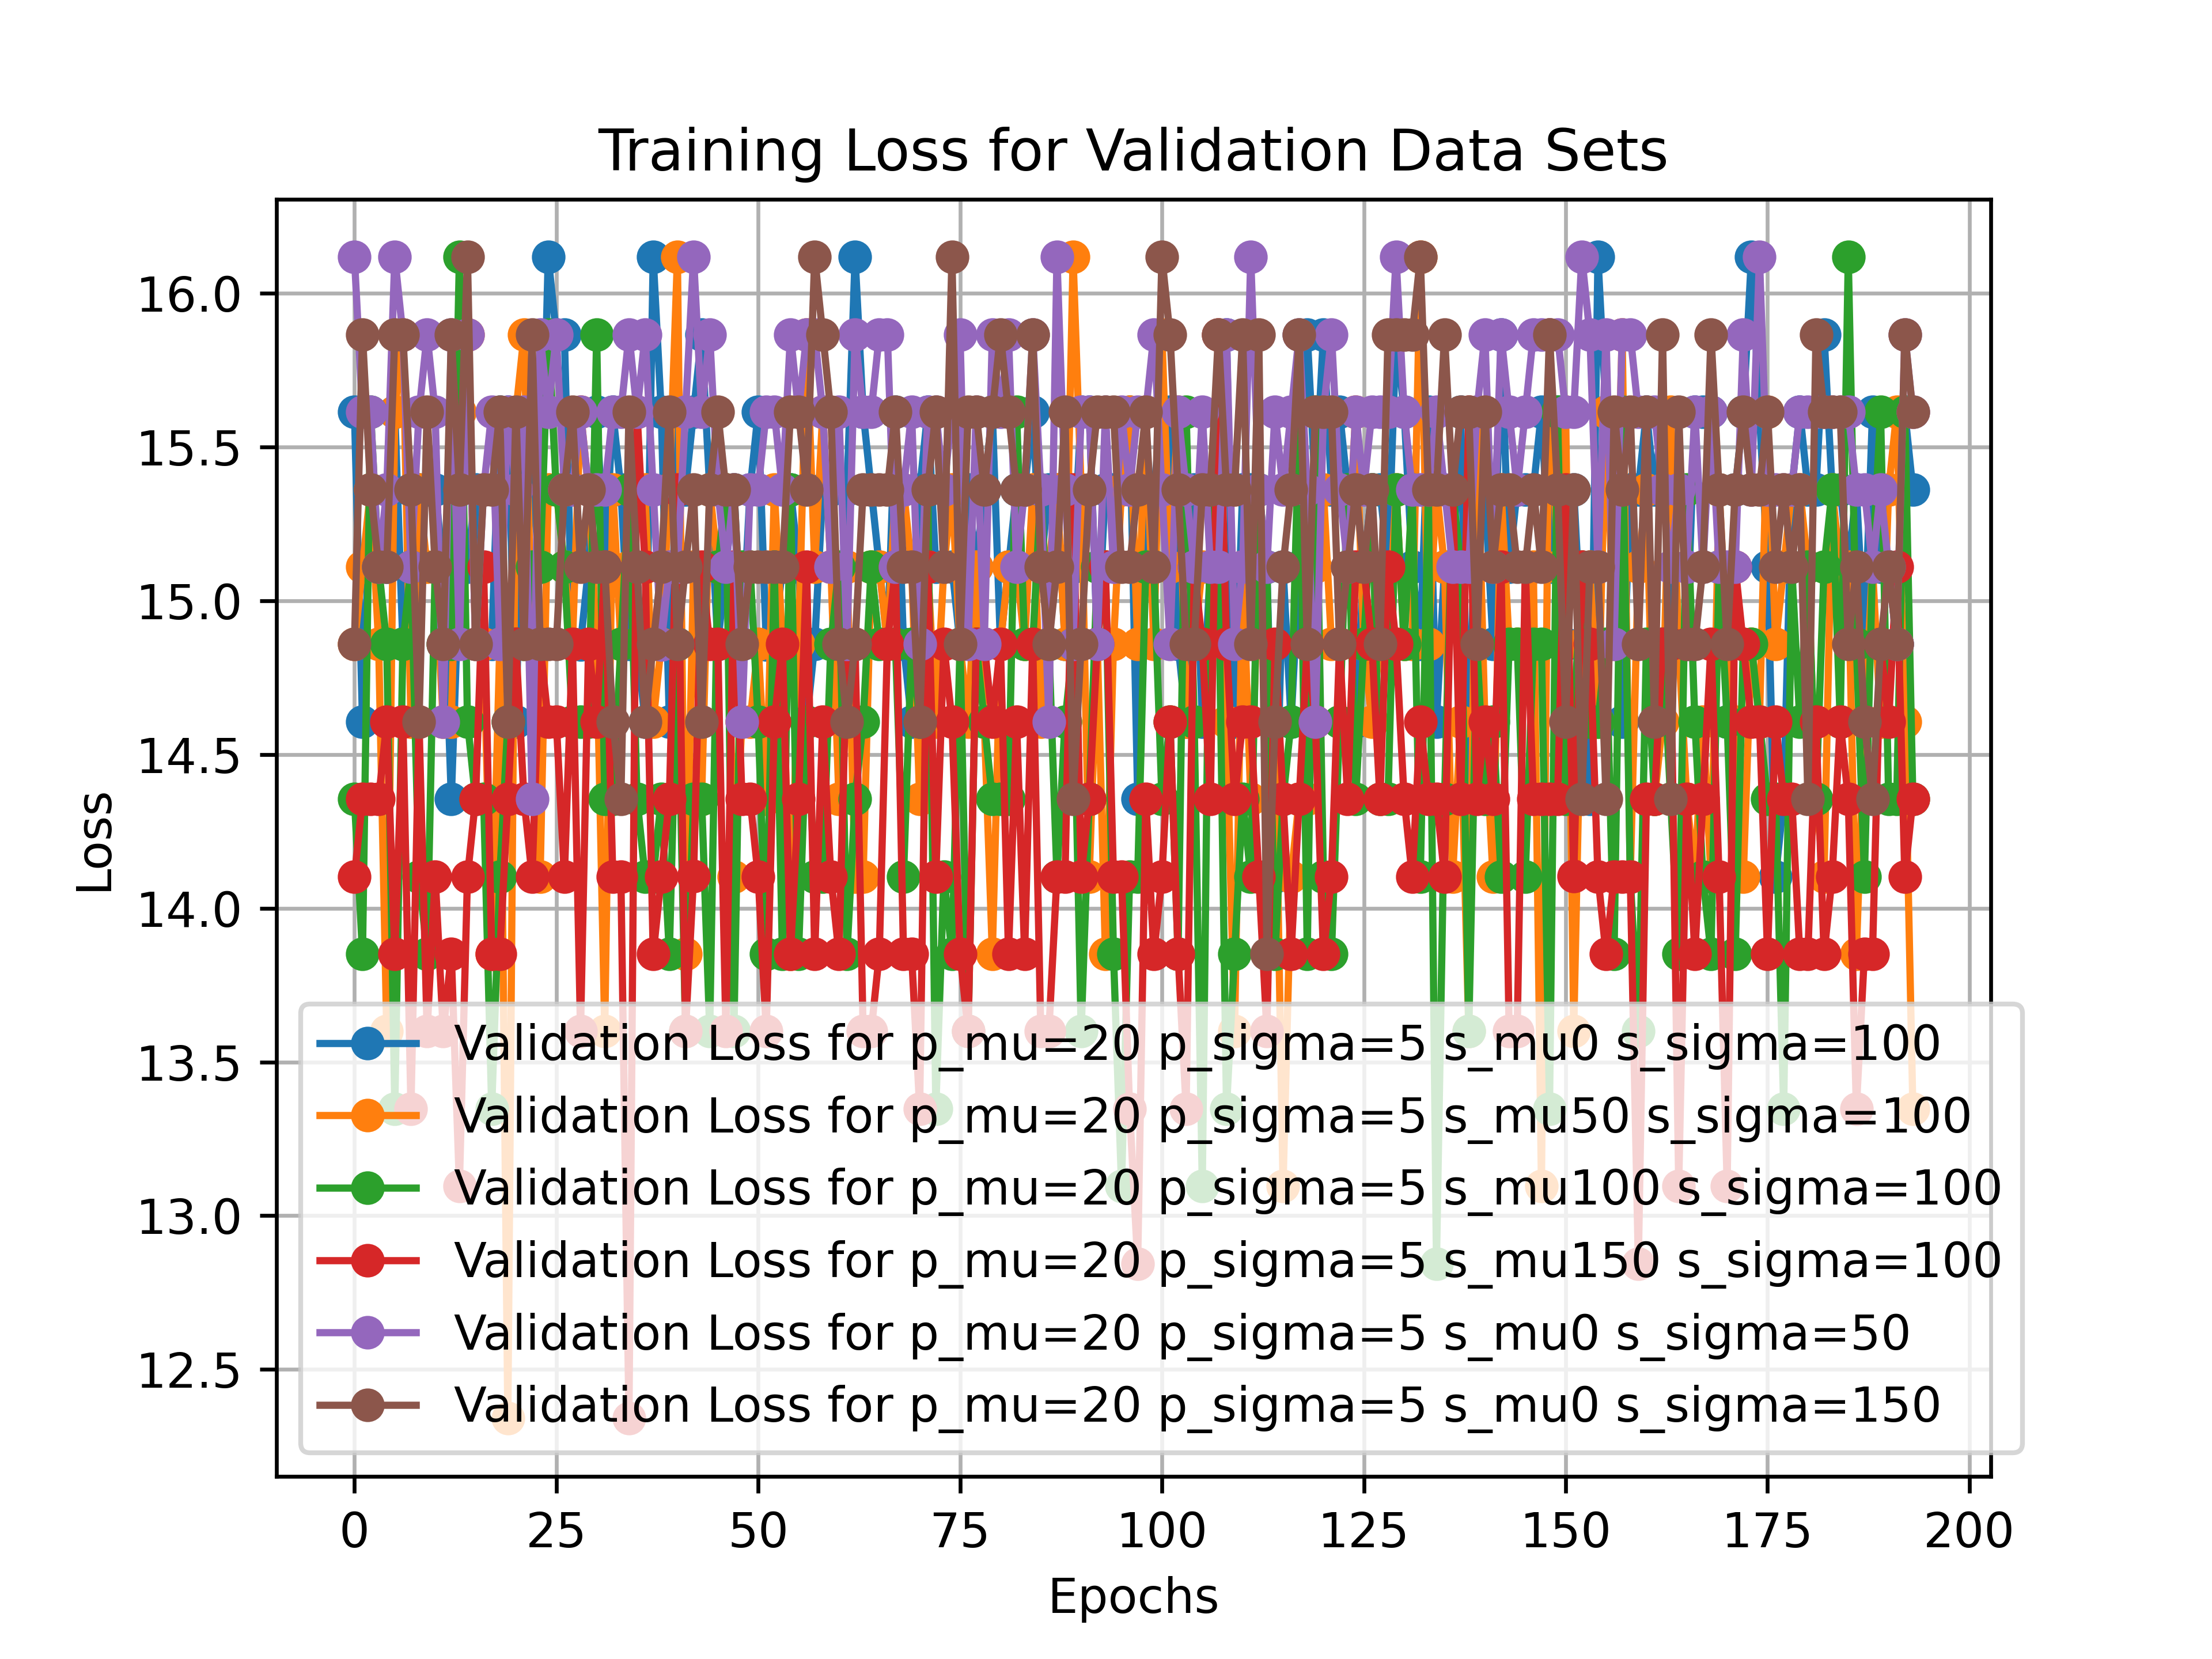 Training Loss for Validation Data Sets
16.0
15.5
15.0
14.5
14.0
13.5
13.0
12.5
Loss
Validation Loss for p_mu=20 p_sigma=5 s_mu0 s_sigma=100
Validation Loss for p_mu=20 p_sigma=5 s_mu50 s_sigma=100
Validation Loss for p_mu=20 p_sigma=5 s_mu100 s_sigma=100
Validation Loss for p_mu=20 p_sigma=5 s_mu150 s_sigma=100
Validation Loss for p_mu=20 p_sigma=5 s_mu0 s_sigma=50
Validation Loss for p_mu=20 p_sigma=5 s_mu0 s_sigma=150
0 25 50 75 100 125 150 175 200
Epochs